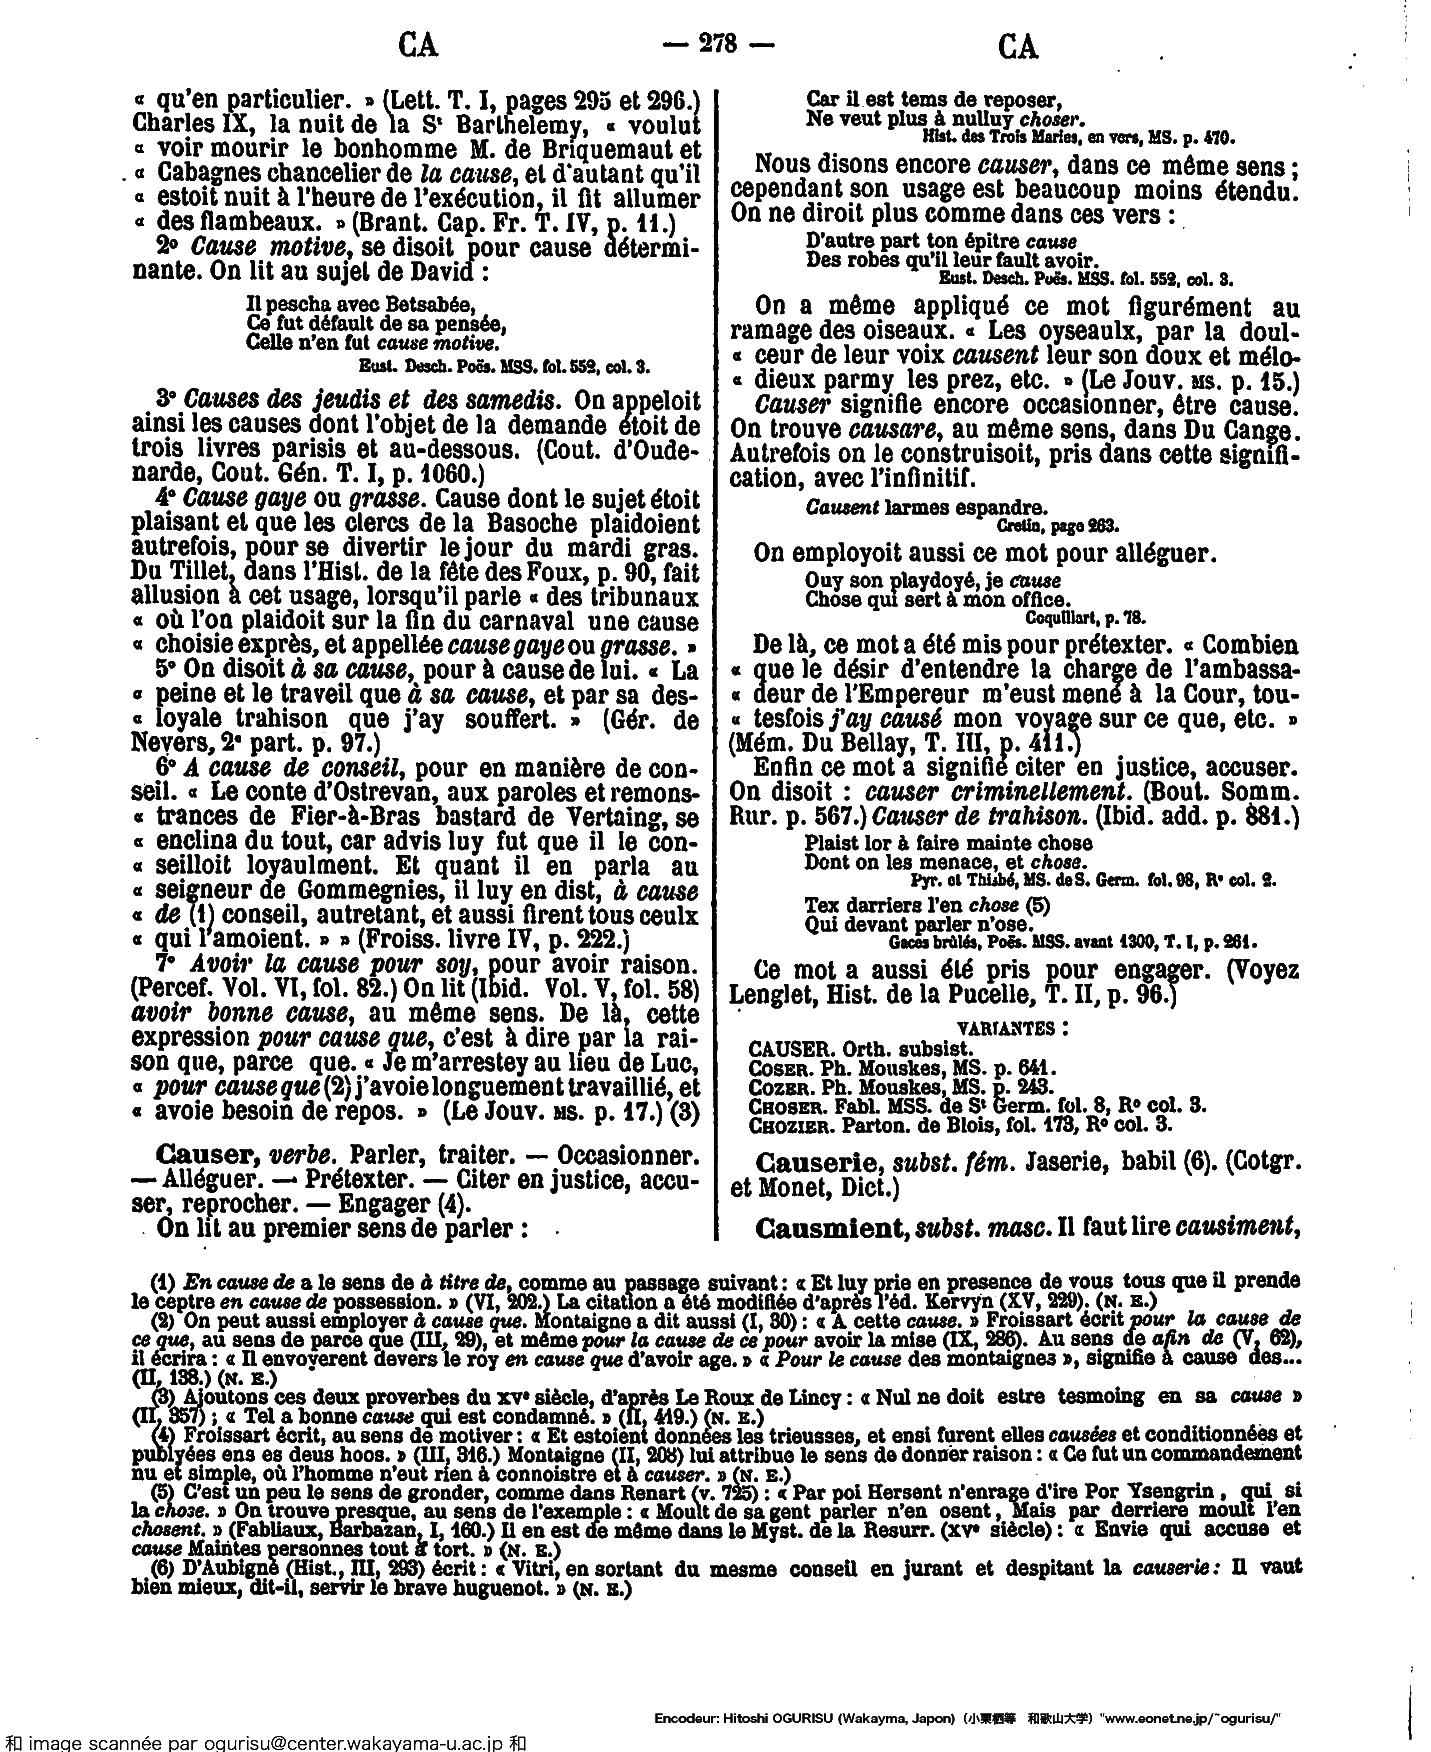 CA — 278 — CA
« qu'en particulier. » (Lett. T. I, pages 295 et 296.)
Charles IX, la nuit de la St Barthelemy, « voulut
« voir mourir le bonhomme M. de Briquemaut et
« Cabagnes chancelier de la cause, et d'autant qu'il
« estoit nuit à l'heure de l'exécution, il fit allumer
« des flambeaux. » (Brant. Cap. Fr. T. IV, p. 11.)
2° Cause motive, se disoit pour cause détermi-
nante. On lit au sujet de David :
Il pescha avec Betsabée,
Ce fut défault de sa pensée,
Celle n'en fut cause motive.
Eust. Desch. Poës. MSS. fol. 552, col. 3.
3° Causes des jeudis et des samedis. On appeloit
ainsi les causes dont l'objet de la demande étoit de
trois livres parisis et au-dessous. (Cout. d'Oude-
narde, Cout. Gén. T. I, p. 1060.)
4° Cause gaye ou grasse. Cause dont le sujet étoit
plaisant et que les clercs de la Basoche plaidoient
autrefois, pour se divertir le jour du mardi gras.
Du Tillet, dans l'Hist. de la fête des Foux, p. 90, fait
allusion à cet usage, lorsqu'il parle « des tribunaux
« où l'on plaidoit sur la fin du carnaval une cause
« choisie exprès, et appellée cause gaye ou grasse. »
5° On disoit à sa cause, pour à cause de lui. « La
« peine et le traveil que à sa cause, et par sa des-
« loyale trahison que j'ay souffert. » (Gér. de
Nevers, 2e part. p. 97.)
6° A cause de conseil, pour en manière de con-
seil. « Le conte d'Ostrevan, aux paroles et remons-
« trances de Fier-à-Bras bastard de Vertaing, se
« enclina du tout, car advis luy fut que il le con-
« seilloit loyaulment. Et quant il en parla au
« seigneur de Gommegnies, il luy en dist, à cause
« de (1) conseil, autretant, et aussi firent tous ceulx
« qui l'amoient. » » (Froiss. livre IV, p. 222.)
7° Avoir la cause pour soy, pour avoir raison.
(Percef. Vol. VI, fol. 82.) On lit (Ibid. Vol. V, fol. 58)
avoir bonne cause, au même sens. De là, cette
expression pour cause que, c'est à dire par la rai-
son que, parce que. « Je m'arrestey au lieu de Luc,
« pour cause que (2) j'avoie longuement travaillié, et
« avoie besoin de repos. » (Le Jouv. MS. p. 17.) (3)
Causer, verbe. Parler, traiter. — Occasionner.
— Alléguer. — Prétexter. — Citer en justice, accu-
ser, reprocher. — Engager (4).
On lit au premier sens de parler :
Car il est tems de reposer,
Ne veut plus à nulluy choser.
Hist. des Trois Maries, en vers, MS. p. 470.
Nous disons encore causer, dans ce même sens ;
cependant son usage est beaucoup moins étendu.
On ne diroit plus comme dans ces vers :
D'autre part ton épitre cause
Des robes qu'il leur fault avoir.
Eust. Desch. Poës. MSS. fol. 552, col. 3.
On a même appliqué ce mot figurément au
ramage des oiseaux. « Les oyseaulx, par la doul-
« ceur de leur voix causent leur son doux et mélo-
« dieux parmy les prez, etc. » (Le Jouv. MS. p. 15.)
Causer signifie encore occasionner, être cause.
On trouve causare, au même sens, dans Du Cange.
Autrefois on le construisoit, pris dans cette signifi-
cation, avec l'infinitif.
Causent larmes espandre.
Cretin, page 263.
On employoit aussi ce mot pour alléguer.
Ouy son playdoyé, je cause
Chose qui sert à mon office.
Coquillart, p. 78.
De là, ce mot a été mis pour prétexter. « Combien
« que le désir d'entendre la charge de l'ambassa-
« deur de l'Empereur m'eust mené à la Cour, tou-
« tesfois j'ay causé mon voyage sur ce que, etc. »
(Mém. Du Bellay, T. III, p. 411.)
Enfin ce mot a signifié citer en justice, accuser.
On disoit : causer criminellement. (Bout. Somm.
Rur. p. 567.) Causer de trahison. (Ibid. add. p. 881.)
Plaist lor à faire mainte chose
Dont on les menace, et chose.
Pyr. et Thisbé, MS. de S. Germ. fol. 98, R° col. 2.
Tex darriers l'en chose (5)
Qui devant parler n'ose.
Gaces brûlés, Poës. MSS. avant 1300, T. I, p. 261.
Ce mot a aussi été pris pour engager. (Voyez
Lenglet, Hist. de la Pucelle, T. II, p. 96.)
VARIANTES :
CAUSER. Orth. subsist.
COSER. Ph. Mouskes, MS. p. 641.
COZER. Ph. Mouskes, MS. p. 243.
CHOSER. Fabl. MSS. de St Germ. fol. 8, R° col. 3.
CHOZIER. Parton. de Blois, fol. 173, R° col. 3.
Causerie, subst. fém. Jaserie, babil (6). (Cotgr.
et Monet, Dict.)
Causmient, subst. masc. Il faut lire causiment,
(1) En cause de a le sens de à titre de, comme au passage suivant : « Et luy prie en presence de vous tous que il prende
le ceptre en cause de possession. » (VI, 202.) La citation a été modifiée d'après l'éd. Kervyn (XV, 229). (N. E.)
(2) On peut aussi employer à cause que. Montaigne a dit aussi (I, 30) : « A cette cause. » Froissart écrit pour la cause de
ce que, au sens de parce que (III, 29), et même pour la cause de ce pour avoir la mise (IX, 286). Au sens de afin de (V, 62),
il écrira : « Il envoyerent devers le roy en cause que d'avoir age. » « Pour le cause des montaignes », signifie à cause des...
(II, 138.) (N. E.)
(3) Ajoutons ces deux proverbes du XVe siècle, d'après Le Roux de Lincy : « Nul ne doit estre tesmoing en sa cause »
(II, 357) ; « Tel a bonne cause qui est condamné. » (II, 419.) (N. E.)
(4) Froissart écrit, au sens de motiver : « Et estoient données les trieusses, et ensi furent elles causées et conditionnées et
publyées ens es deus hoos. » (III, 316.) Montaigne (II, 208) lui attribue le sens de donner raison : « Ce fut un commandement
nu et simple, où l'homme n'eut rien à connoistre et à causer. » (N. E.)
(5) C'est un peu le sens de gronder, comme dans Renart (v. 725) : « Par poi Hersent n'enrage d'ire Por Ysengrin , qui si
la chose. » On trouve presque, au sens de l'exemple : « Moult de sa gent parler n'en osent, Mais par derriere moult l'en
chosent. » (Fabliaux, Barbazan, I, 160.) Il en est de même dans le Myst. de la Resurr. (XVe siècle) : « Envie qui accuse et
cause Maintes personnes tout à tort. » (N. E.)
(6) D'Aubigné (Hist., III, 293) écrit : « Vitri, en sortant du mesme conseil en jurant et despitant la causerie : Il vaut
bien mieux, dit-il, servir le brave huguenot. » (N. E.)
Encodeur: Hitoshi OGURISU (Wakayma, Japon) (小栗栖等 和歌山大学) "www.eonet.ne.jp/~ogurisu/"
和 image scannée par ogurisu@center.wakayama-u.ac.jp 和